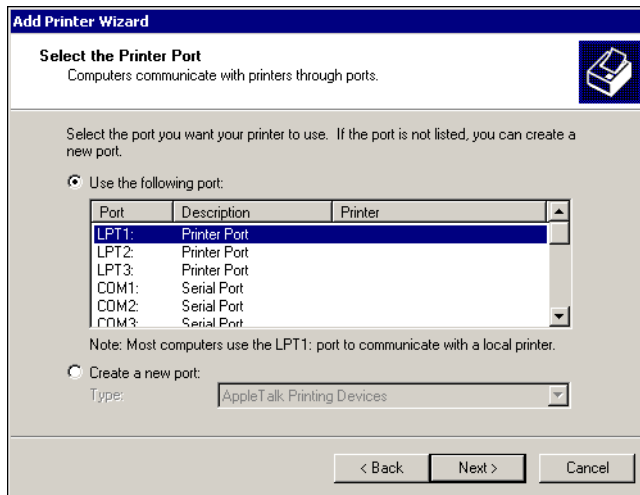 Add Printer Wizard
Select the Printer Port
Computers communicate with printers through ports.
Select the port you want your printer to use. If the port is not listed, you can create a
new port.
Use the following port:
Port Description Printer
LPT1: Printer Port
LPT2: Printer Port
LPT3: Printer Port
COM1: Serial Port
COM2: Serial Port
COM3: Serial Port
Note: Most computers use the LPT1: port to communicate with a local printer.
Create a new port:
Type: AppleTalk Printing Devices
< Back Next > Cancel